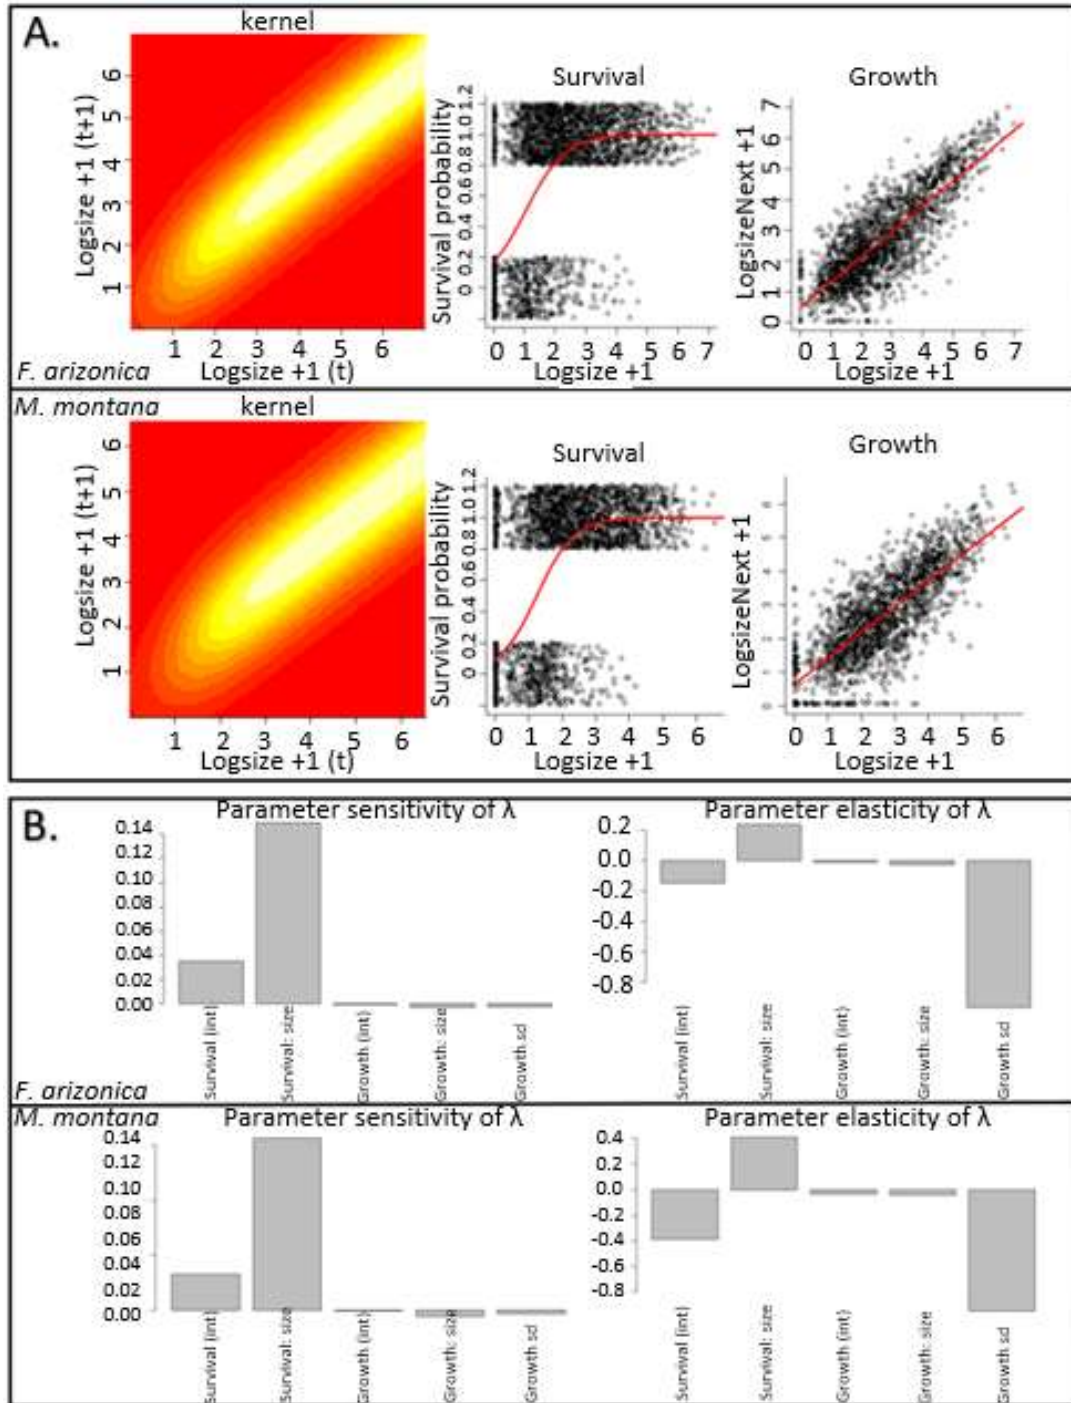 A.
kernel
Logsize +1 (t+1)
6
5
4
3
2
1
1 2 3 4 5 6
Logsize +1 (t)
F. arizonica
Survival
Survival probability
1.2
1.0
0.8
0.6
0.4
0.2
0
0 1 2 3 4 5 6 7
Logsize +1
Growth
LogsizeNext +1
7
6
5
4
3
2
1
0
0 1 2 3 4 5 6 7
Logsize +1
M. montana
kernel
Logsize +1 (t+1)
6
5
4
3
2
1
1 2 3 4 5 6
Logsize +1 (t)
Survival
Survival probability
1.2
1.0
0.8
0.6
0.4
0.2
0
0 1 2 3 4 5 6
Logsize +1
Growth
LogsizeNext +1
0 1 2 3 4 5 6
Logsize +1
B.
Parameter sensitivity of λ
0.14
0.12
0.10
0.08
0.06
0.04
0.02
0.00
Survival (int)
Survival: size
Growth (int)
Growth: size
Growth sd
F. arizonica
Parameter elasticity of λ
0.2
0.0
-0.2
-0.4
-0.6
-0.8
Survival (int)
Survival: size
Growth (int)
Growth: size
Growth sd
M. montana
Parameter sensitivity of λ
0.14
0.12
0.10
0.08
0.06
0.04
0.02
0.00
Survival (int)
Survival: size
Growth (int)
Growth: size
Growth sd
Parameter elasticity of λ
0.4
0.2
0.0
-0.2
-0.4
-0.6
-0.8
Survival (int)
Survival: size
Growth (int)
Growth: size
Growth sd